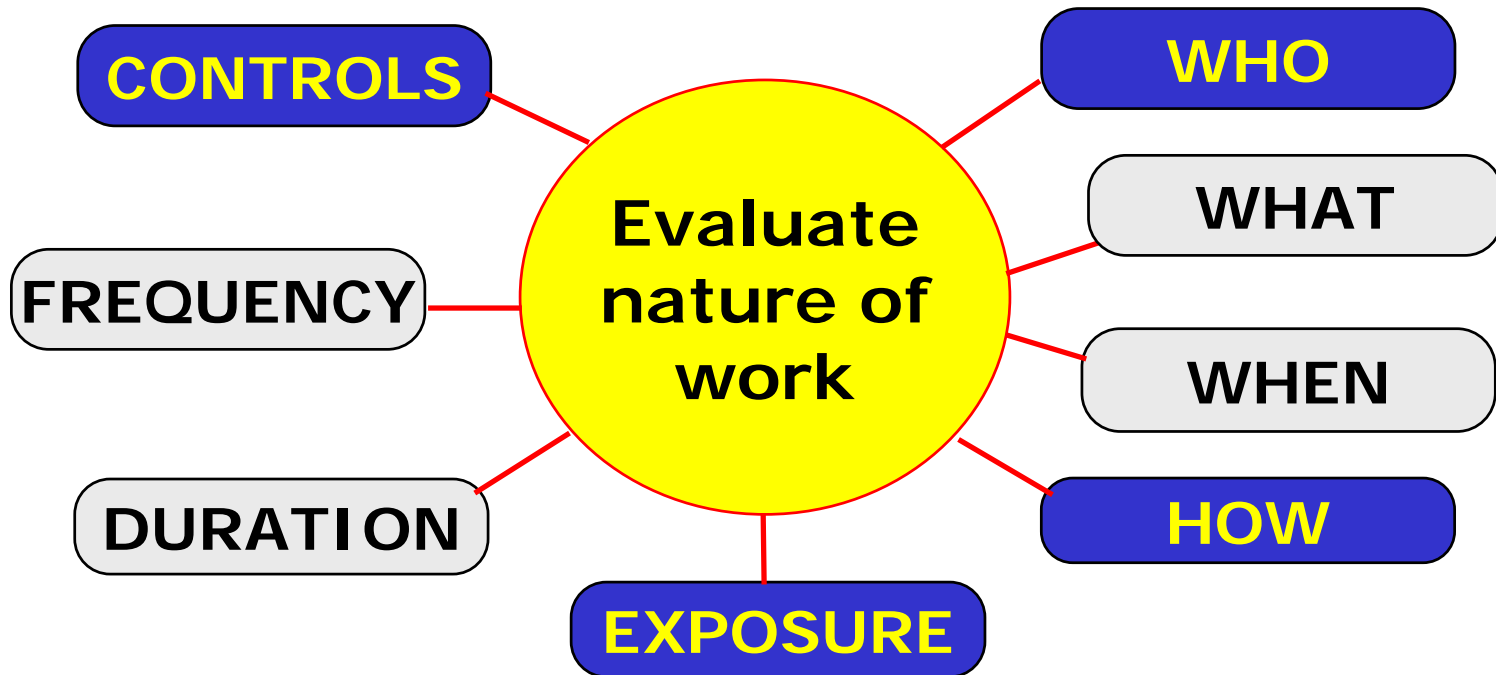 CONTROLS
WHO
WHAT
Evaluate
nature of
work
FREQUENCY
WHEN
DURATION
HOW
EXPOSURE